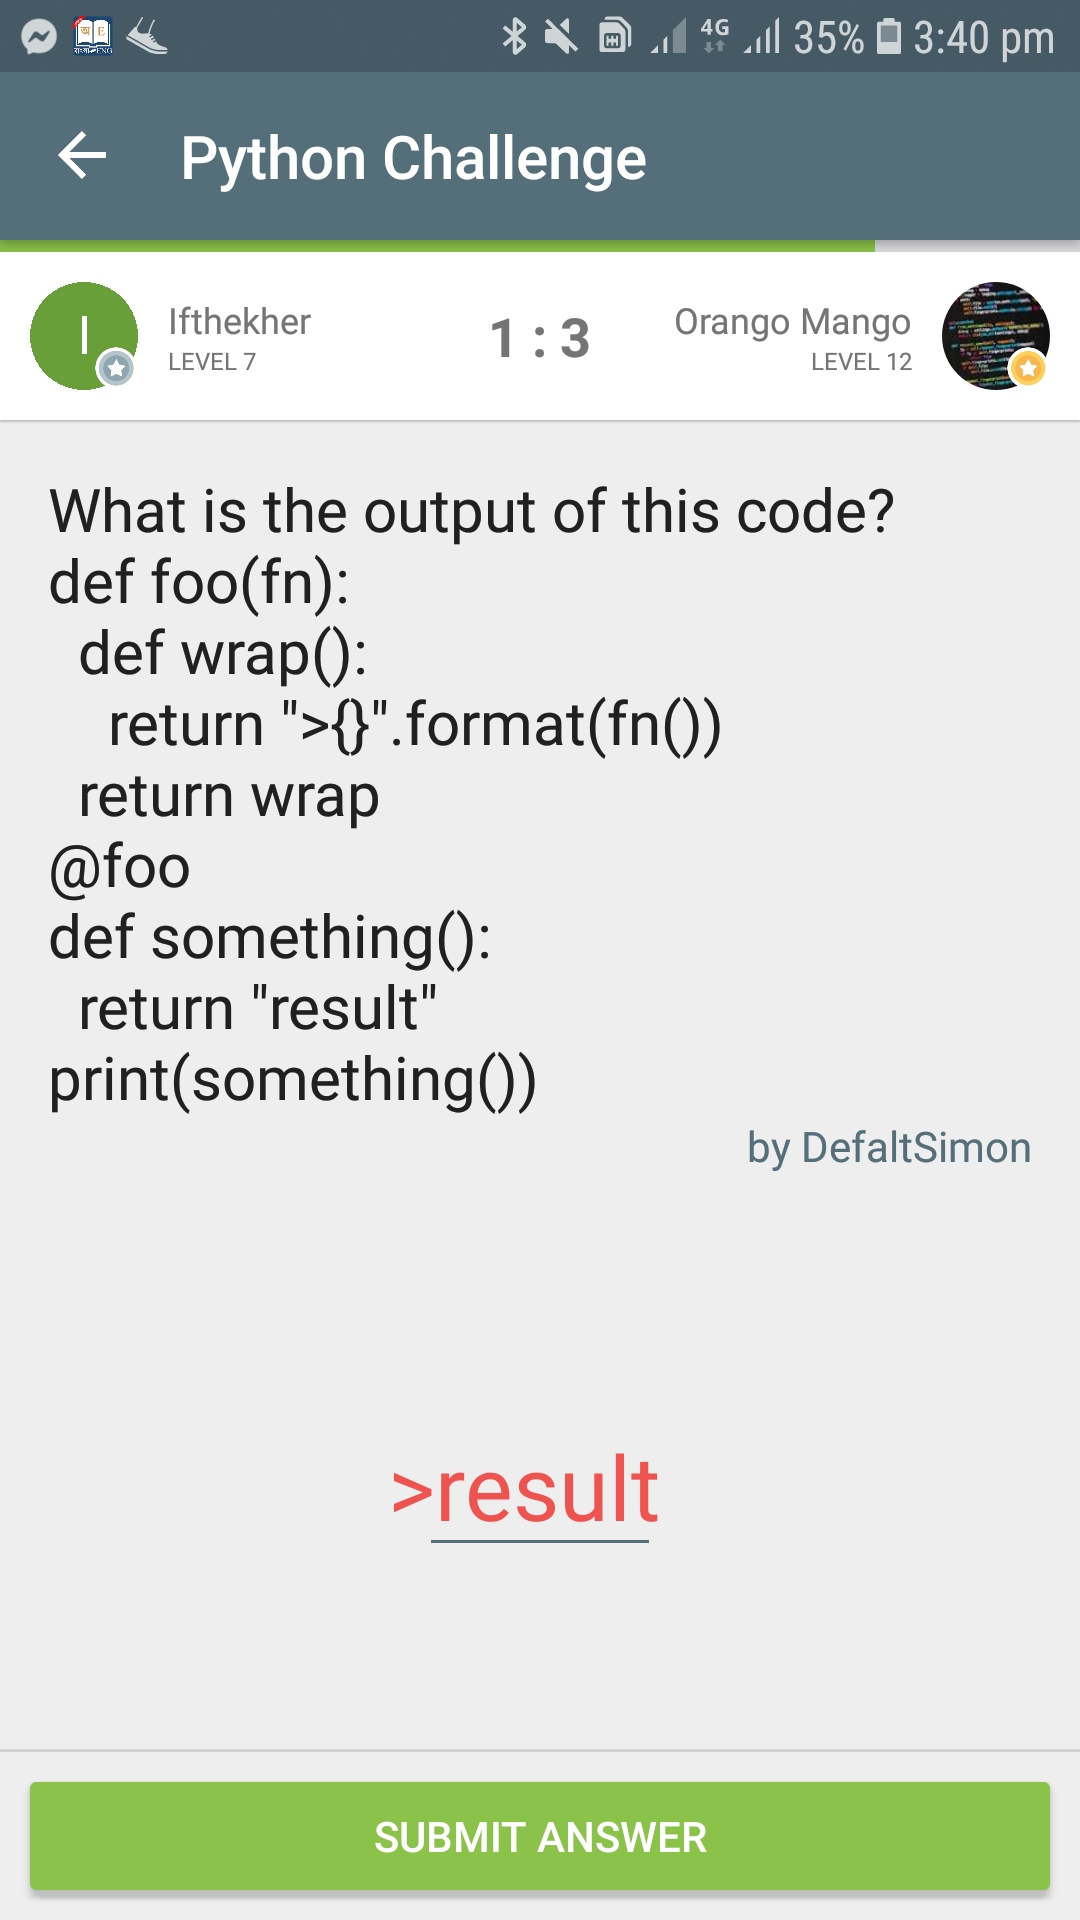 4G 35% 3:40 pm
Python Challenge
I Ifthekher
LEVEL 7
1 : 3
Orango Mango
LEVEL 12
What is the output of this code?
def foo(fn):
  def wrap():
    return ">{}".format(fn())
  return wrap
@foo
def something():
  return "result"
print(something())
by DefaltSimon
>result
SUBMIT ANSWER